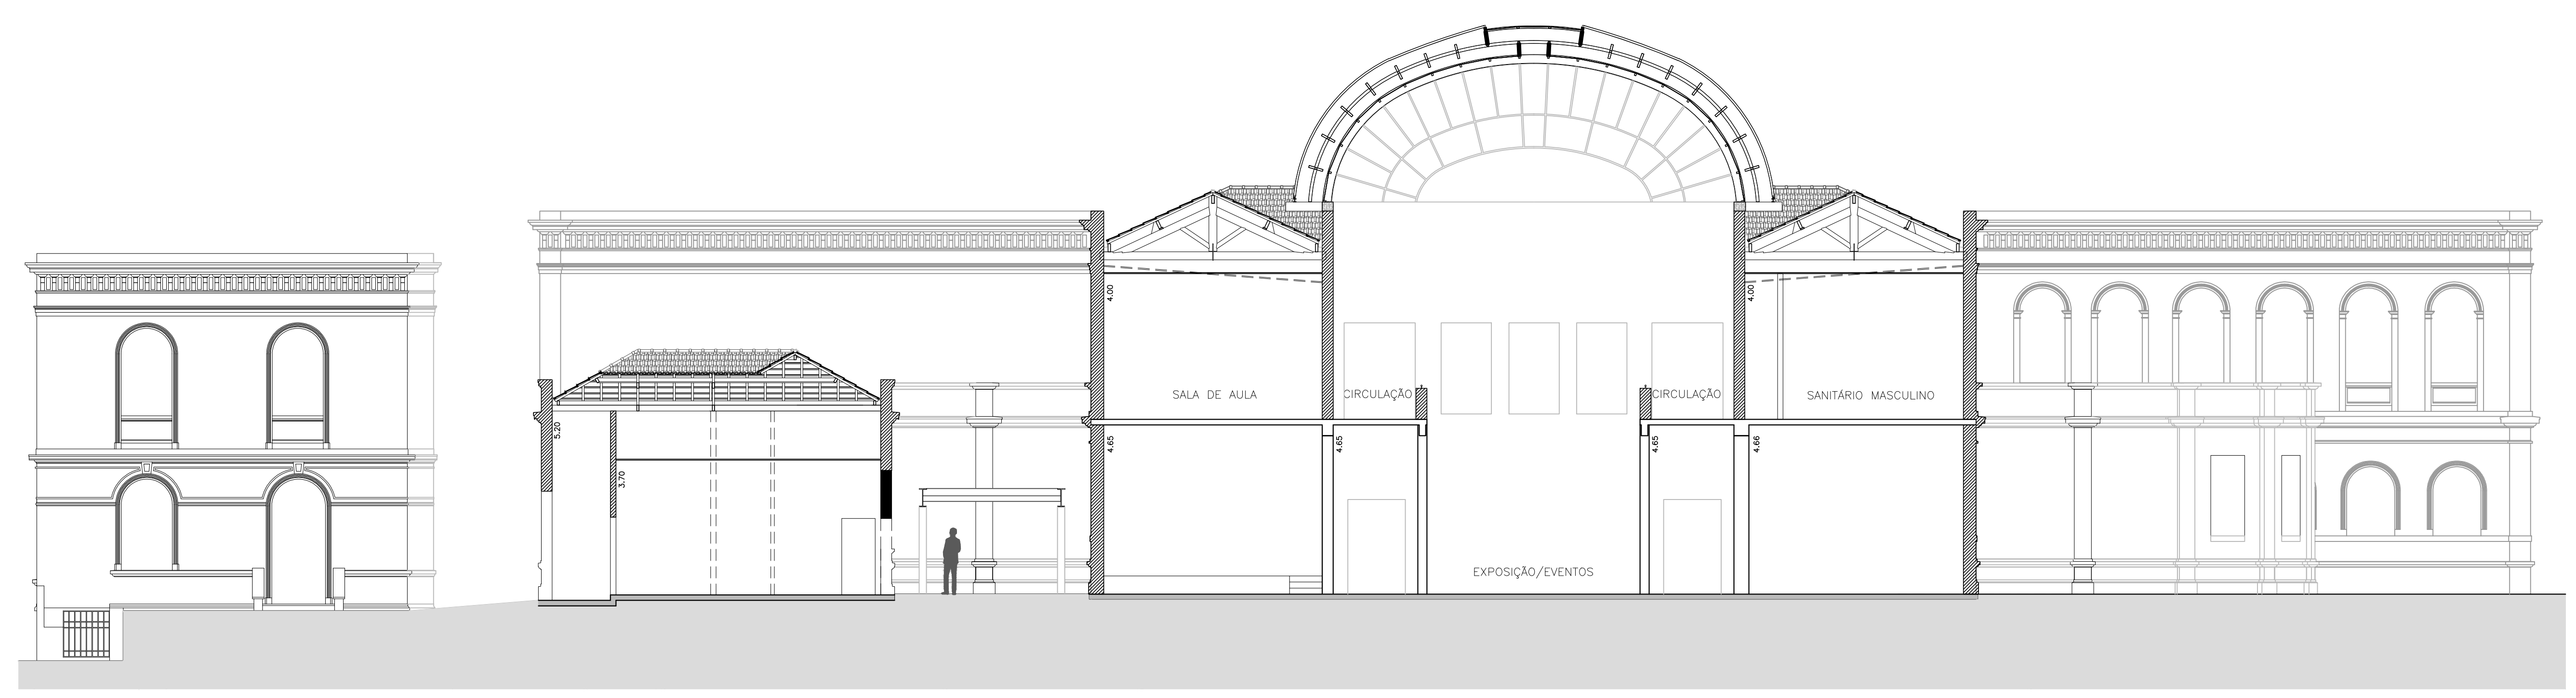 4.00
4.00
SALA DE AULA
CIRCULAÇÃO
CIRCULAÇÃO
SANITÁRIO MASCULINO
5.20
4.65
4.65
4.65
4.66
3.70
EXPOSIÇÃO/EVENTOS